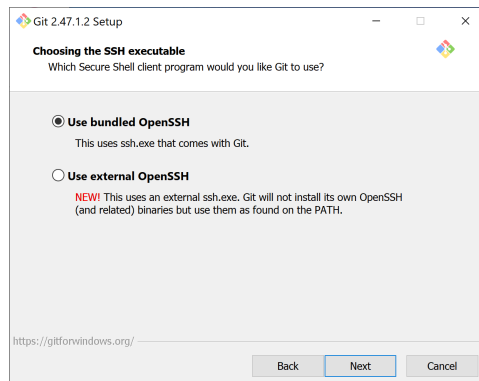 Git 2.47.1.2 Setup
Choosing the SSH executable
Which Secure Shell client program would you like Git to use?
Use bundled OpenSSH
This uses ssh.exe that comes with Git.
Use external OpenSSH
NEW! This uses an external ssh.exe. Git will not install its own OpenSSH
(and related) binaries but use them as found on the PATH.
https://gitforwindows.org/
Back Next Cancel